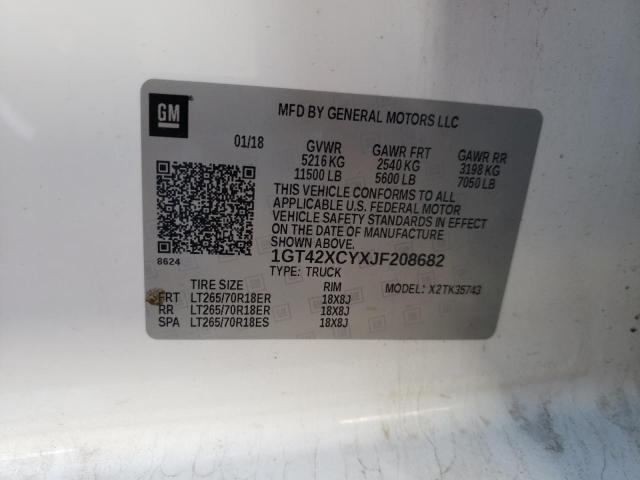 GM
MFD BY GENERAL MOTORS LLC
01/18 GVWR GAWR FRT GAWR RR
5216 KG 2540 KG 3198 KG
11500 LB 5600 LB 7050 LB
THIS VEHICLE CONFORMS TO ALL
APPLICABLE U.S. FEDERAL MOTOR
VEHICLE SAFETY STANDARDS IN EFFECT
ON THE DATE OF MANUFACTURE
SHOWN ABOVE.
8624 1GT42XCYXJF208682
TYPE: TRUCK MODEL: X2TK35743
TIRE SIZE RIM
FRT LT265/70R18ER 18X8J
RR LT265/70R18ER 18X8J
SPA LT265/70R18ES 18X8J